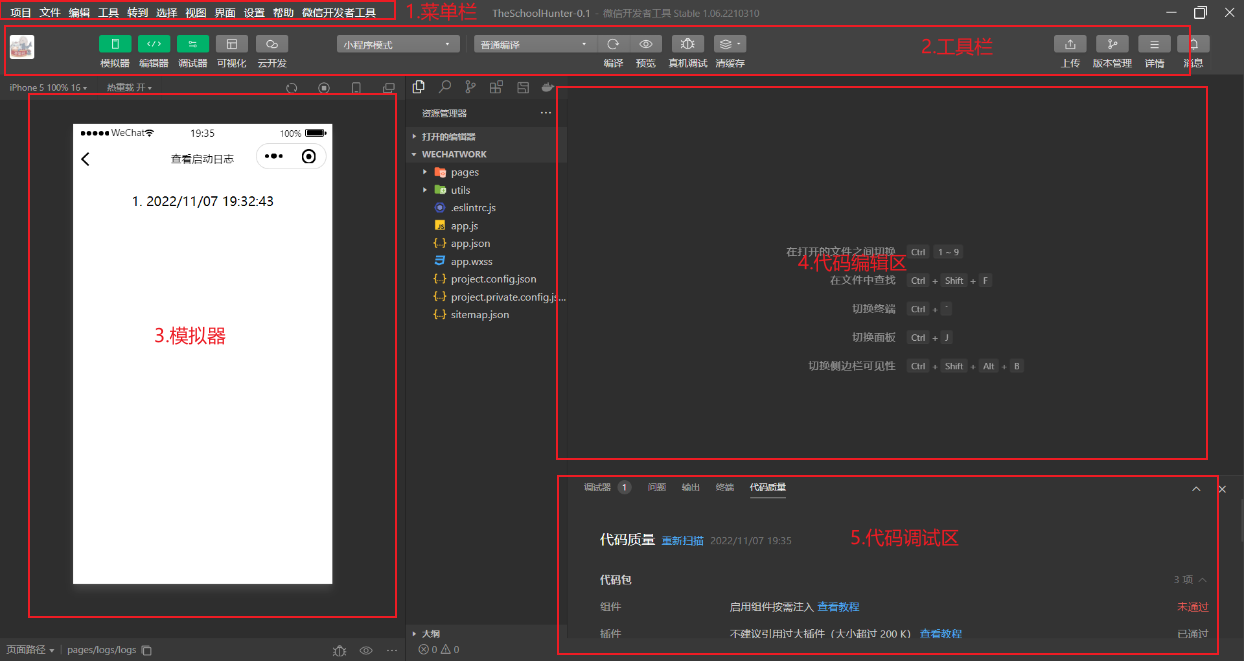 项目 文件 编辑 工具 转到 选择 视图 界面 设置 帮助 微信开发者工具 1.菜单栏 TheSchoolHunter-0.1 - 微信开发者工具 Stable 1.06.2210310
小程序模式 普通编译 2.工具栏
模拟器 编辑器 调试器 可视化 云开发 编译 预览 真机调试 清缓存 上传 版本管理 详情 消息
iPhone 5 100% 16 热重载 开
资源管理器
WeChat 19:35 100%
查看启动日志
1. 2022/11/07 19:32:43
3.模拟器
打开的编辑器
WECHATWORK
pages
utils
.eslintrc.js
app.js
app.json
app.wxss
project.config.json
project.private.config.js...
sitemap.json
大纲
0 0
在打开的文件之间切换 Ctrl 1 ~ 9
4.代码编辑区
在文件中查找 Ctrl + Shift + F
切换终端 Ctrl + `
切换面板 Ctrl + J
切换侧边栏可见性 Ctrl + Shift + Alt + B
调试器 1 问题 输出 终端 代码质量
代码质量 重新扫描 2022/11/07 19:35 5.代码调试区
代码包 3 项
组件 启用组件按需注入 查看教程 未通过
插件 不建议引用过大插件（大小超过 200 K） 查看教程 已通过
页面路径 pages/logs/logs